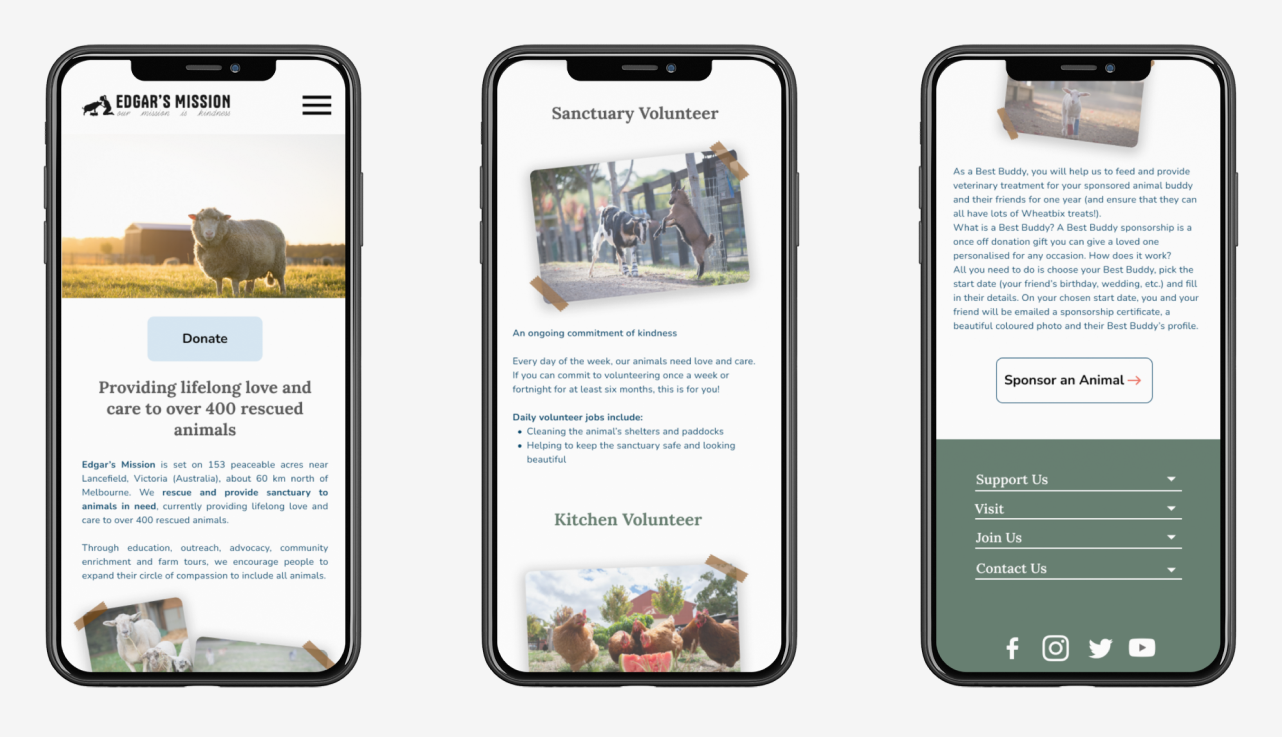 EDGAR'S MISSION
our mission is kindness
Donate
Providing lifelong love and
care to over 400 rescued
animals
Edgar's Mission is set on 153 peaceable acres near
Lancefield, Victoria (Australia), about 60 km north of
Melbourne. We rescue and provide sanctuary to
animals in need, currently providing lifelong love and
care to over 400 rescued animals.
Through education, outreach, advocacy, community
enrichment and farm tours, we encourage people to
expand their circle of compassion to include all animals.
Sanctuary Volunteer
An ongoing commitment of kindness
Every day of the week, our animals need love and care.
If you can commit to volunteering once a week or
fortnight for at least six months, this is for you!
Daily volunteer jobs include:
• Cleaning the animal's shelters and paddocks
• Helping to keep the sanctuary safe and looking
beautiful
Kitchen Volunteer
As a Best Buddy, you will help us to feed and provide
veterinary treatment for your sponsored animal buddy
and their friends for one year (and ensure that they can
all have lots of Wheatbix treats!).
What is a Best Buddy? A Best Buddy sponsorship is a
once off donation gift you can give a loved one
personalised for any occasion. How does it work?
All you need to do is choose your Best Buddy, pick the
start date (your friend's birthday, wedding, etc.) and fill
in their details. On your chosen start date, you and your
friend will be emailed a sponsorship certificate, a
beautiful coloured photo and their Best Buddy's profile.
Sponsor an Animal →
Support Us
Visit
Join Us
Contact Us